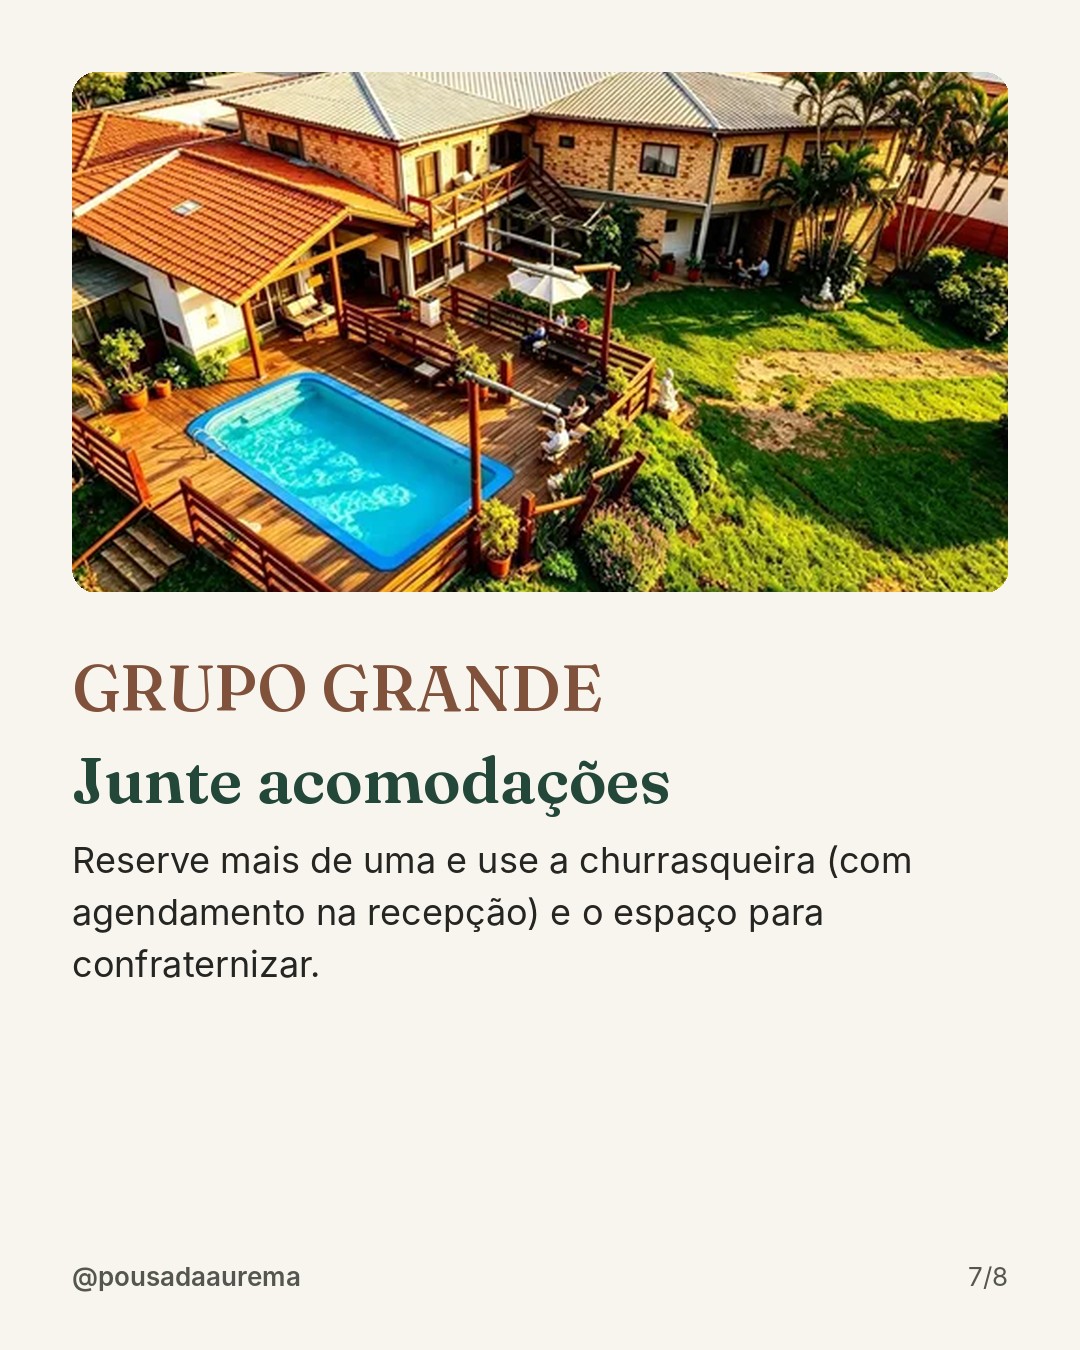 GRUPO GRANDE
Junte acomodações
Reserve mais de uma e use a churrasqueira (com
agendamento na recepção) e o espaço para
confraternizar.
@pousadaaurema
7/8